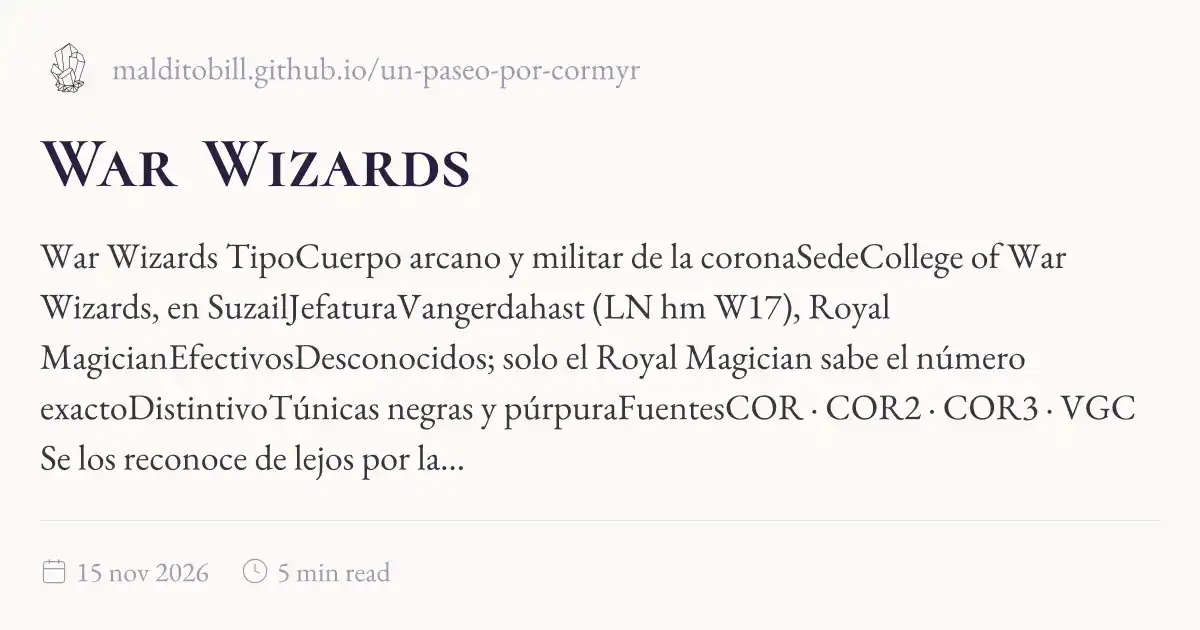 malditobill.github.io/un-paseo-por-cormyr
War Wizards
War Wizards TipoCuerpo arcano y militar de la coronaSedeCollege of War
Wizards, en SuzailJefaturaVangerdahast (LN hm W17), Royal
MagicianEfectivosDesconocidos; solo el Royal Magician sabe el número
exactoDistintivoTúnicas negras y púrpuraFuentesCOR · COR2 · COR3 · VGC
Se los reconoce de lejos por la...
15 nov 2026 5 min read